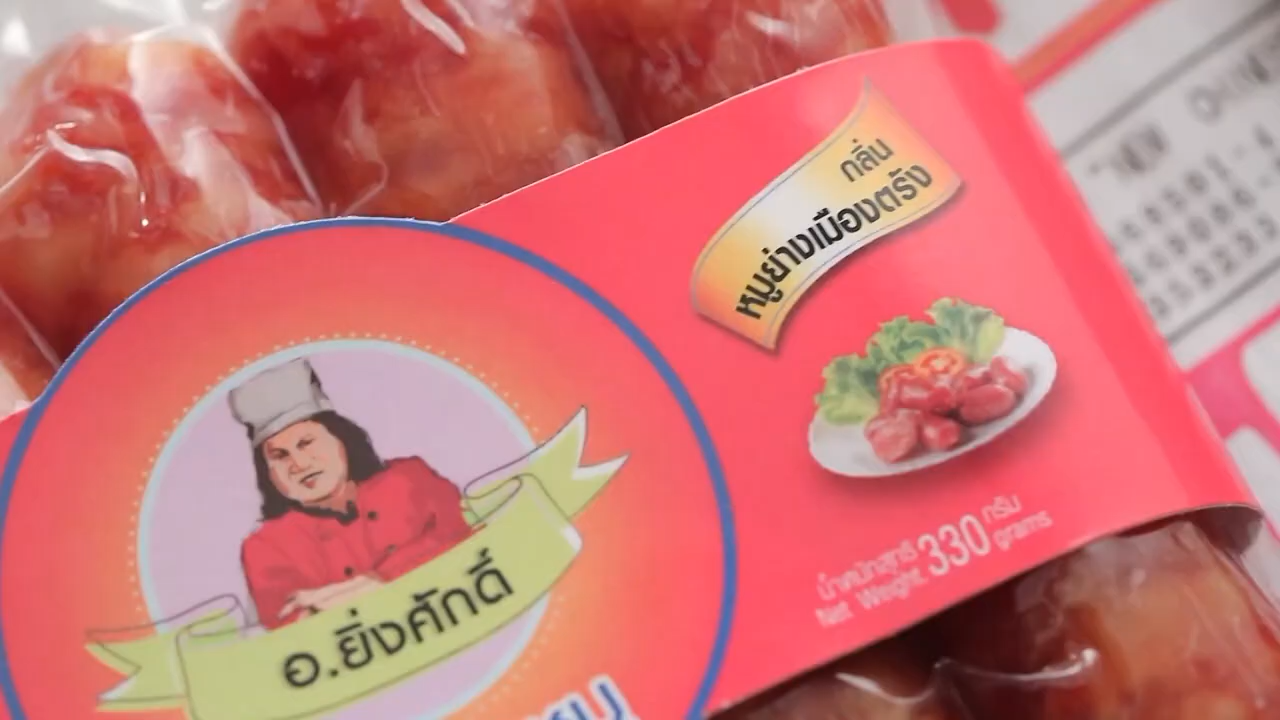 กลิ่น
หมูย่างเมืองตรัง
อ.ยิ่งศักดิ์
น้ำหนักสุทธิ 330 กรัม
Net Weight. grams